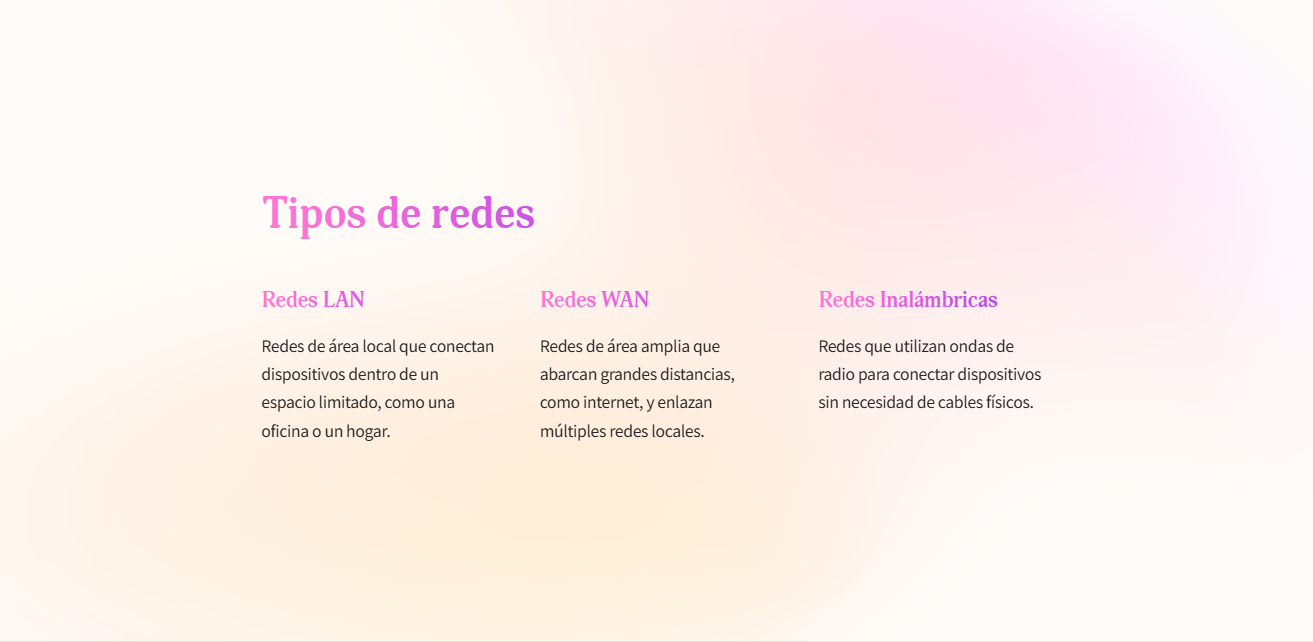 Tipos de redes
Redes LAN
Redes de área local que conectan
dispositivos dentro de un
espacio limitado, como una
oficina o un hogar.
Redes WAN
Redes de área amplia que
abarcan grandes distancias,
como internet, y enlazan
múltiples redes locales.
Redes Inalámbricas
Redes que utilizan ondas de
radio para conectar dispositivos
sin necesidad de cables físicos.